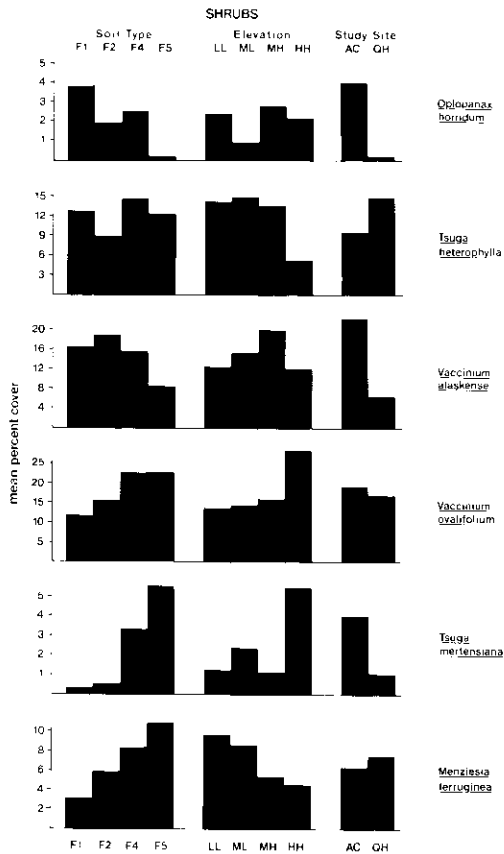 SHRUBS
Soil Type Elevation Study Site
F1 F2 F4 F5 LL ML MH HH AC QH
mean percent cover
5
4
3
2
1
Oplopanax
horridum
15
12
9
6
3
Tsuga
heterophylla
20
16
12
8
4
Vaccinium
alaskense
25
20
15
10
5
Vaccinium
ovalifolium
5
4
3
2
1
Tsuga
mertensiana
10
8
6
4
2
Menziesia
ferruginea
F1 F2 F4 F5 LL ML MH HH AC QH